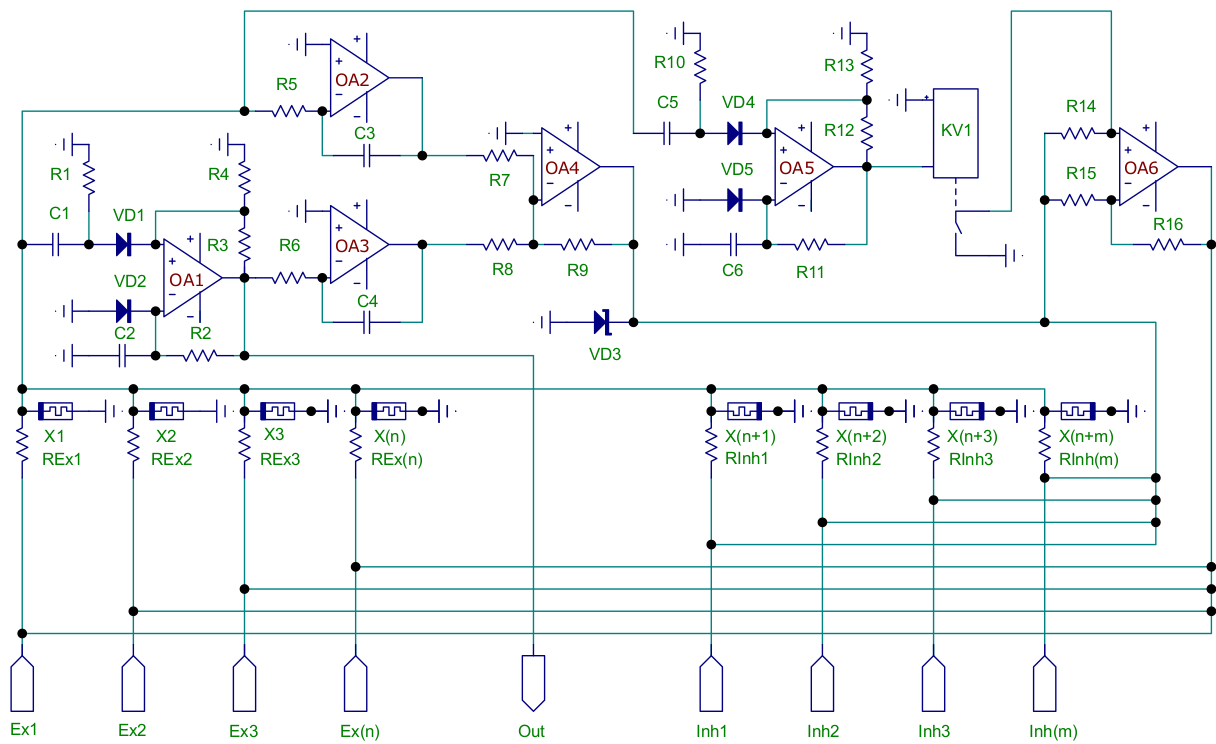 R10
R13
R5
OA2
C5
VD4
KV1
R14
C3
R12
R1
R4
R7
OA4
VD5
OA5
R15
OA6
C1
VD1
R3
R6
OA3
R16
VD2
OA1
R8
R9
C6
R11
C4
C2
R2
VD3
X1
X2
X3
X(n)
X(n+1)
X(n+2)
X(n+3)
X(n+m)
REx1
REx2
REx3
REx(n)
RInh1
RInh2
RInh3
RInh(m)
Ex1
Ex2
Ex3
Ex(n)
Out
Inh1
Inh2
Inh3
Inh(m)